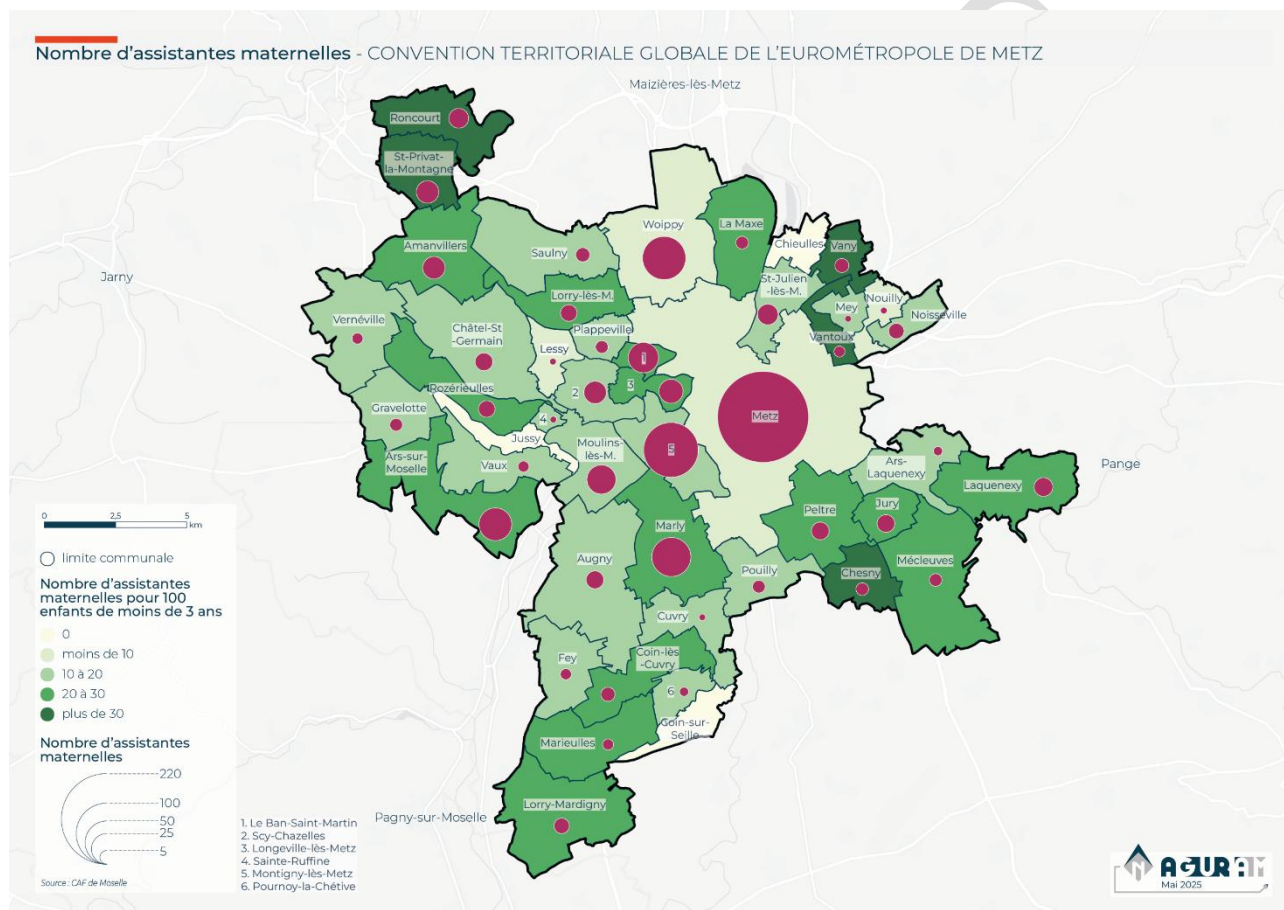 Nombre d'assistantes maternelles - CONVENTION TERRITORIALE GLOBALE DE L'EUROMÉTROPOLE DE METZ
Maizières-lès-Metz
Roncourt
St-Privat-
la-Montagne
Woippy
La Maxe
Chieulles
Vany
Amanvillers
Saulny
Jarny
St-Julien
-lès-M.
Mey
Nouilly
Noisseville
Lorry-lès-M.
Vernéville
Châtel-St
-Germain
Plappeville
Lessy
Vantoux
1
2
3
Rozérieulles
Gravelotte
4
Jussy
Metz
Moulins-
lès-M.
5
Ars-sur-
Moselle
Vaux
Ars-
Laquenexy
Pange
Laquenexy
Peltre
Jury
Marly
Mécleuves
Augny
Pouilly
Chesny
Cuvry
Coin-lès
-Cuvry
Fey
6
Coin-sur-
Seille
Marieulles
Lorry-Mardigny
Pagny-sur-Moselle
0 2,5 5
km
limite communale
Nombre d'assistantes
maternelles pour 100
enfants de moins de 3 ans
0
moins de 10
10 à 20
20 à 30
plus de 30
Nombre d'assistantes
maternelles
220
100
50
25
5
Source : CAF de Moselle
1. Le Ban-Saint-Martin
2. Scy-Chazelles
3. Longeville-lès-Metz
4. Sainte-Ruffine
5. Montigny-lès-Metz
6. Pournoy-la-Chétive
N AGURAM
Mai 2025